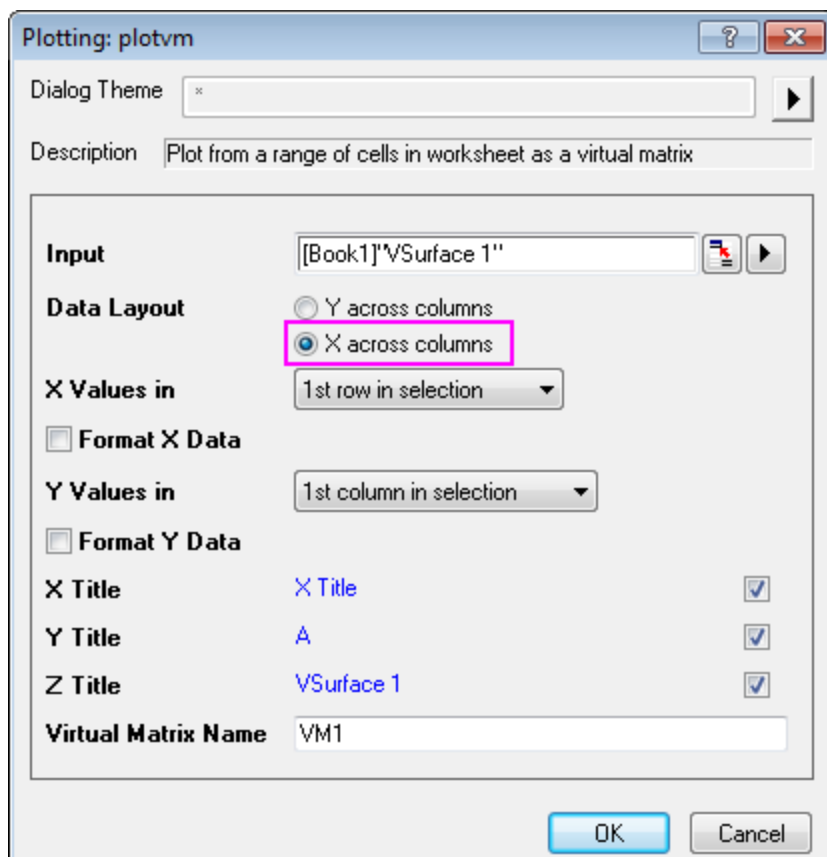 Plotting: plotvm
Dialog Theme *
Description Plot from a range of cells in worksheet as a virtual matrix
Input [Book1]"VSurface 1"
Data Layout Y across columns
X across columns
X Values in 1st row in selection
Format X Data
Y Values in 1st column in selection
Format Y Data
X Title X Title
Y Title A
Z Title VSurface 1
Virtual Matrix Name VM1
OK Cancel